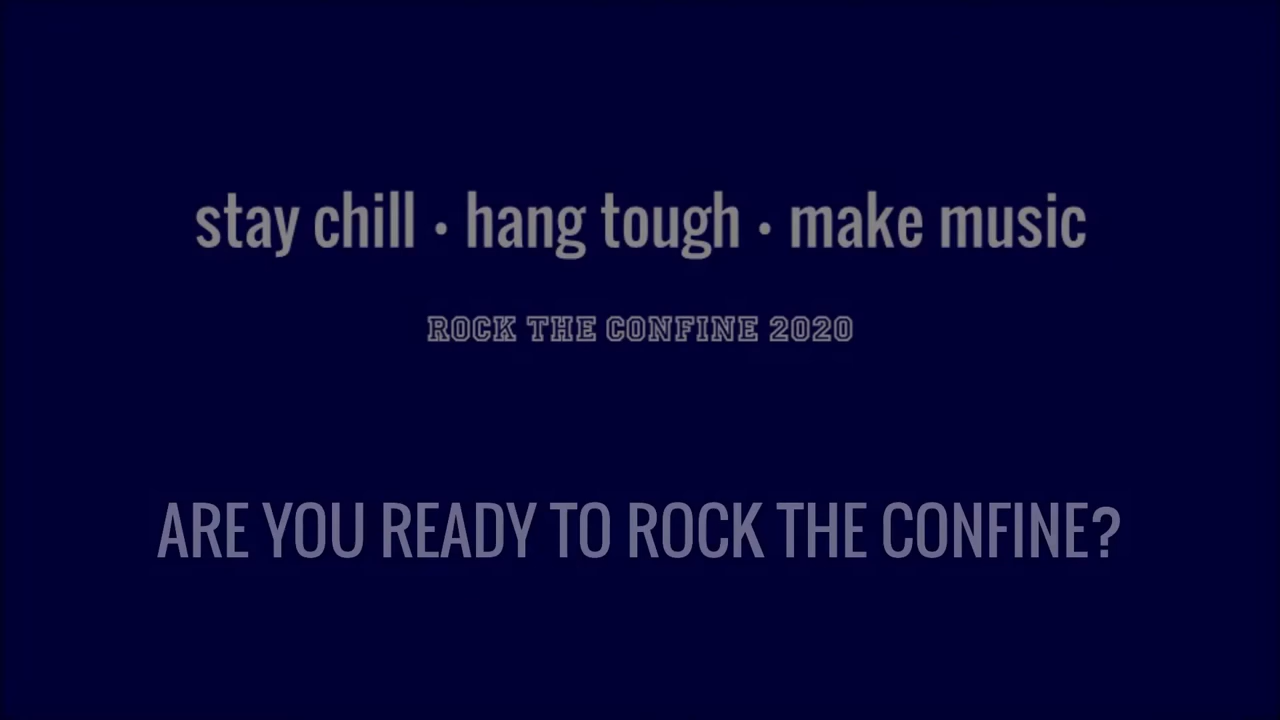 stay chill • hang tough • make music
ROCK THE CONFINE 2020
ARE YOU READY TO ROCK THE CONFINE?